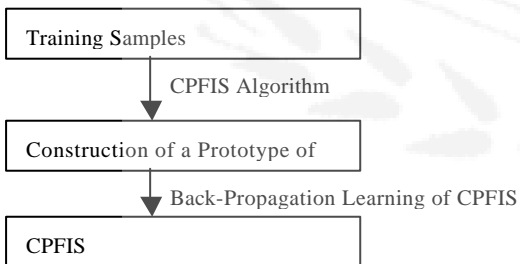 Training Samples
CPFIS Algorithm
Construction of a Prototype of
Back-Propagation Learning of CPFIS
CPFIS